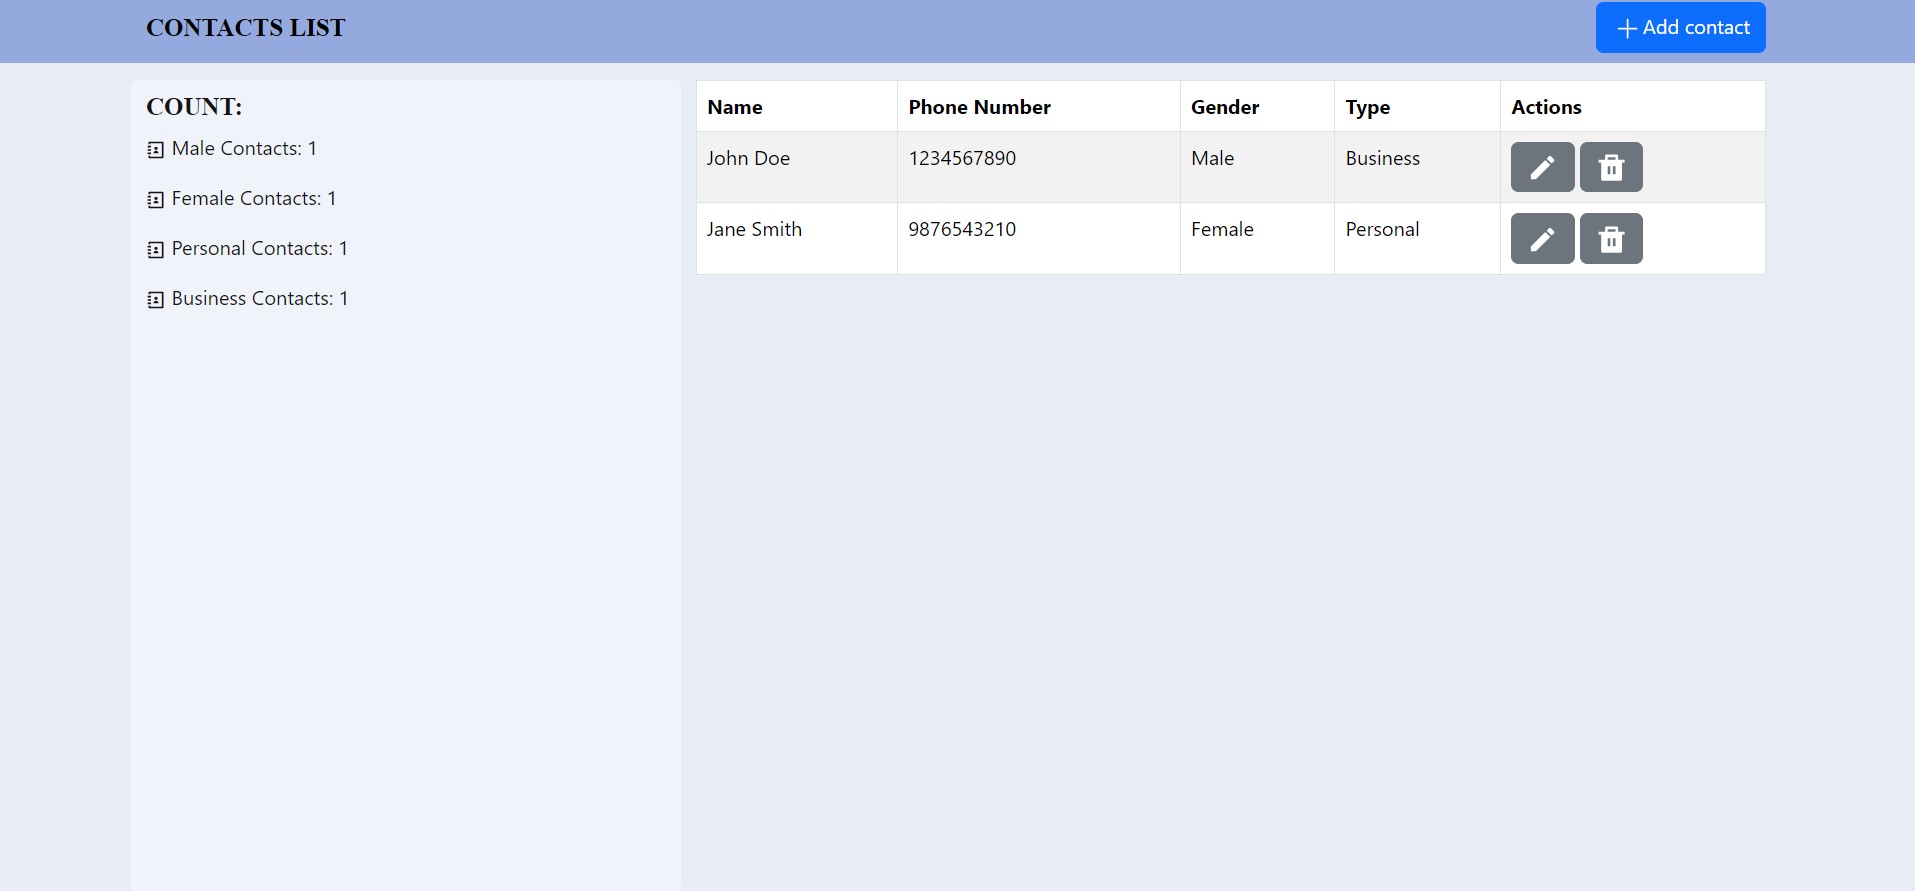 CONTACTS LIST
Add contact
COUNT:
Male Contacts: 1
Female Contacts: 1
Personal Contacts: 1
Business Contacts: 1
Name Phone Number Gender Type Actions
John Doe 1234567890 Male Business
Jane Smith 9876543210 Female Personal